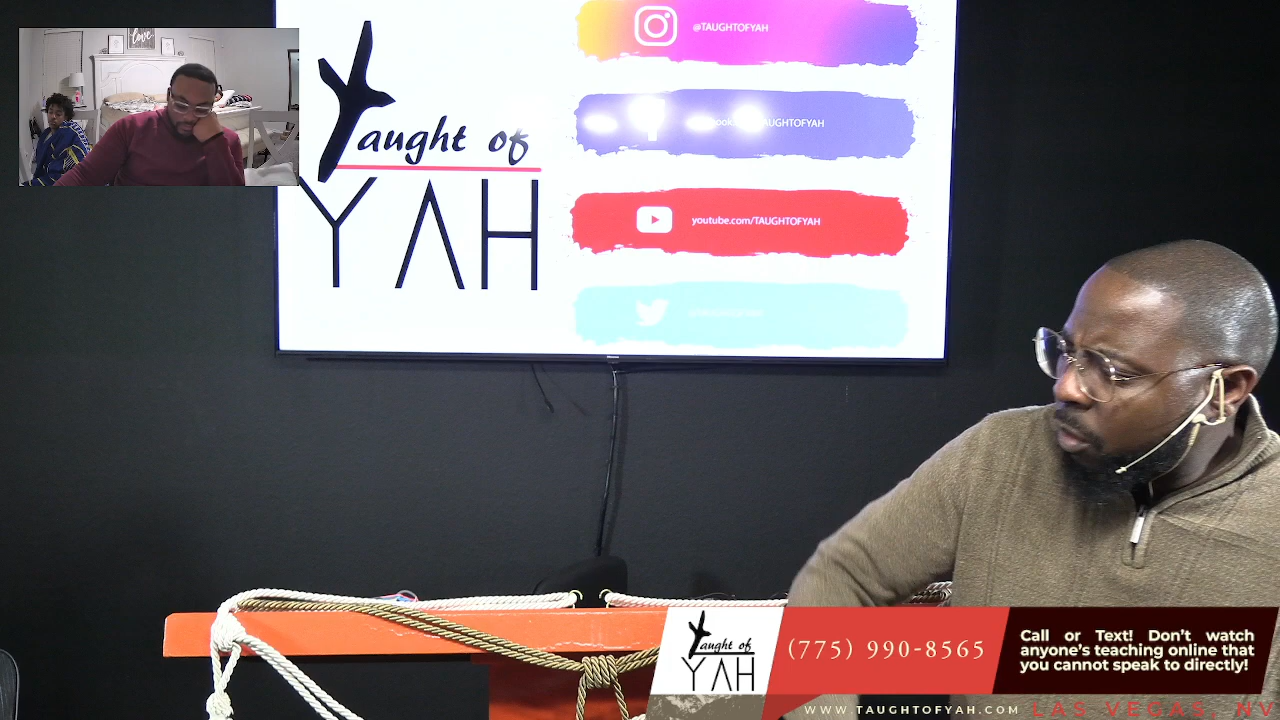 love
@TAUGHTOFYAH
Taught of
YAH
TAUGHTOFYAH
youtube.com/TAUGHTOFYAH
Taught of
YAH
(775) 990-8565
Call or Text! Don't watch
anyone's teaching online that
you cannot speak to directly!
WWW.TAUGHTOFYAH.COM
LAS VEGAS, NV